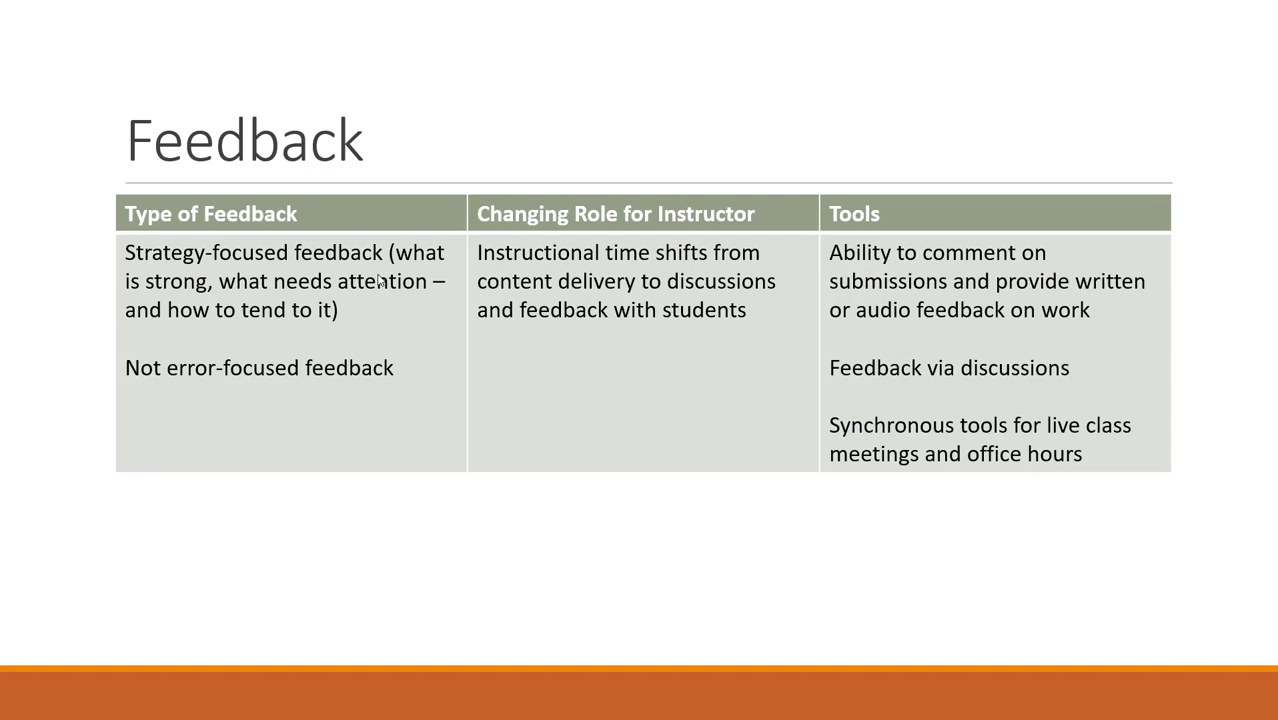 Feedback
Type of Feedback
Changing Role for Instructor
Tools
Strategy-focused feedback (what
is strong, what needs attention –
and how to tend to it)
Not error-focused feedback
Instructional time shifts from
content delivery to discussions
and feedback with students
Ability to comment on
submissions and provide written
or audio feedback on work
Feedback via discussions
Synchronous tools for live class
meetings and office hours